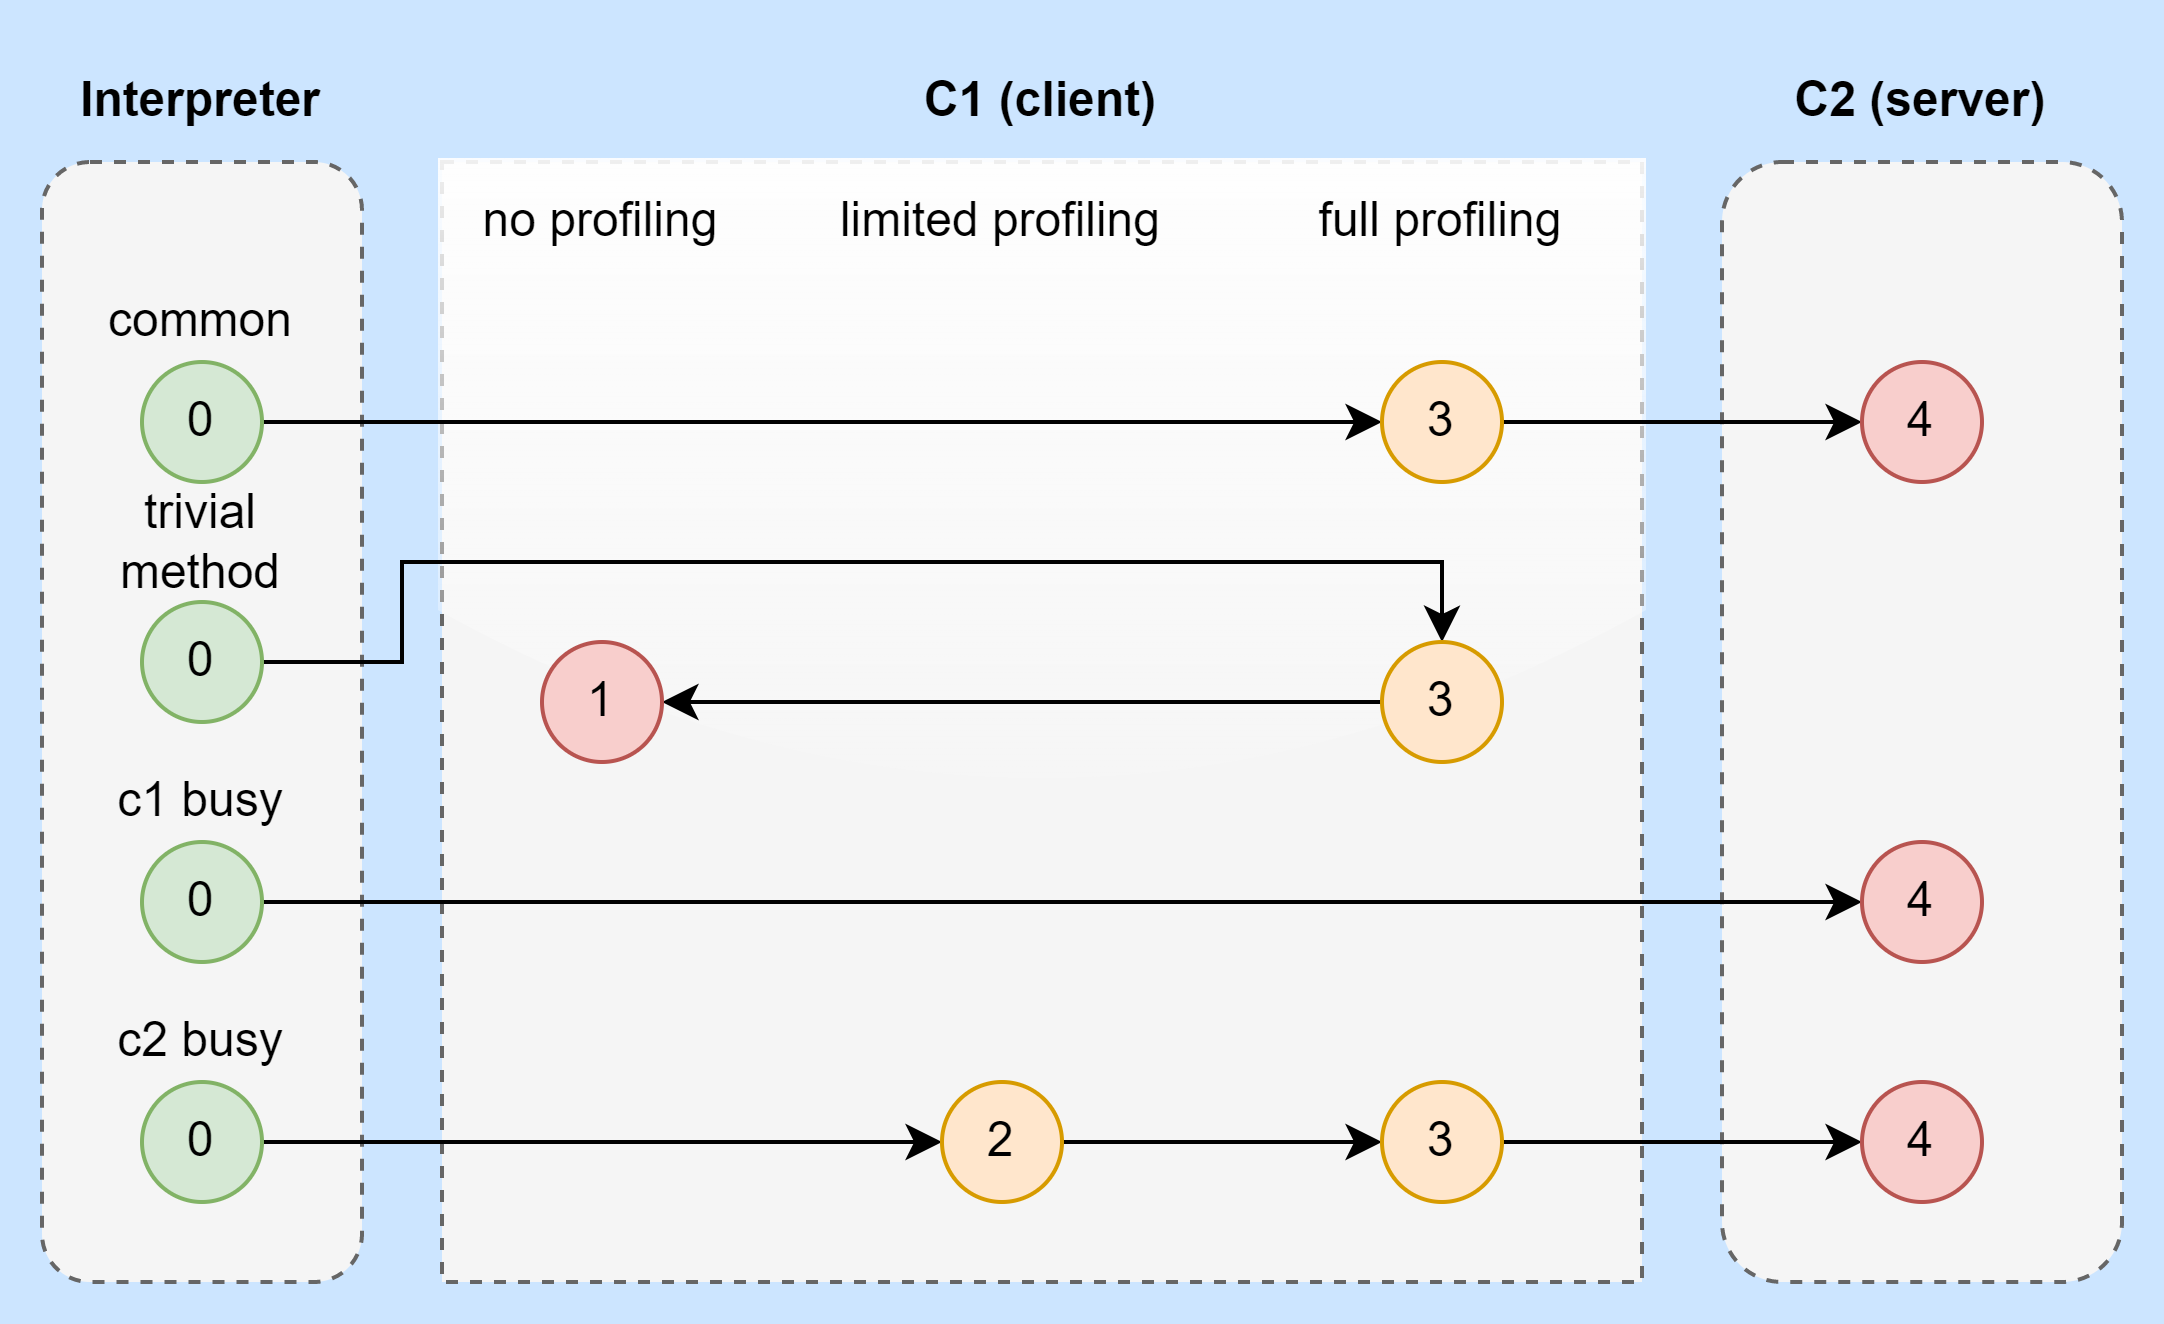 Interpreter
C1 (client)
C2 (server)
no profiling
limited profiling
full profiling
common
0
3
4
trivial
method
0
1
3
c1 busy
0
4
c2 busy
0
2
3
4